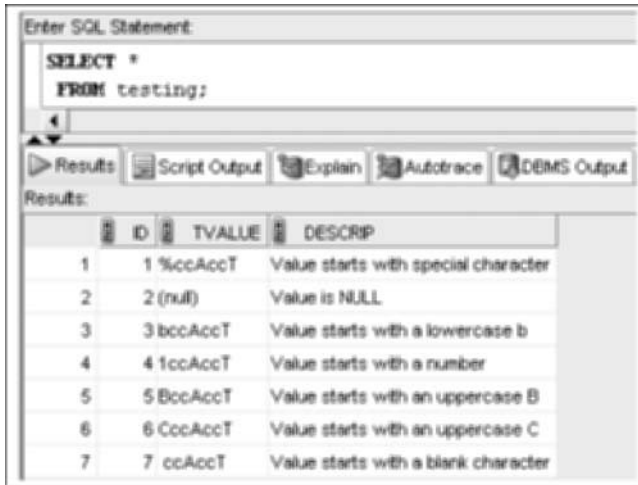 Enter SQL Statement:
SELECT *
FROM testing;
Results Script Output Explain Autotrace DBMS Output
Results:
ID TVALUE DESCRIP
1 1 %ccAccT Value starts with special character
2 2 (null) Value is NULL
3 3 bccAccT Value starts with a lowercase b
4 4 1ccAccT Value starts with a number
5 5 BccAccT Value starts with an uppercase B
6 6 CccAccT Value starts with an uppercase C
7 7 ccAccT Value starts with a blank character